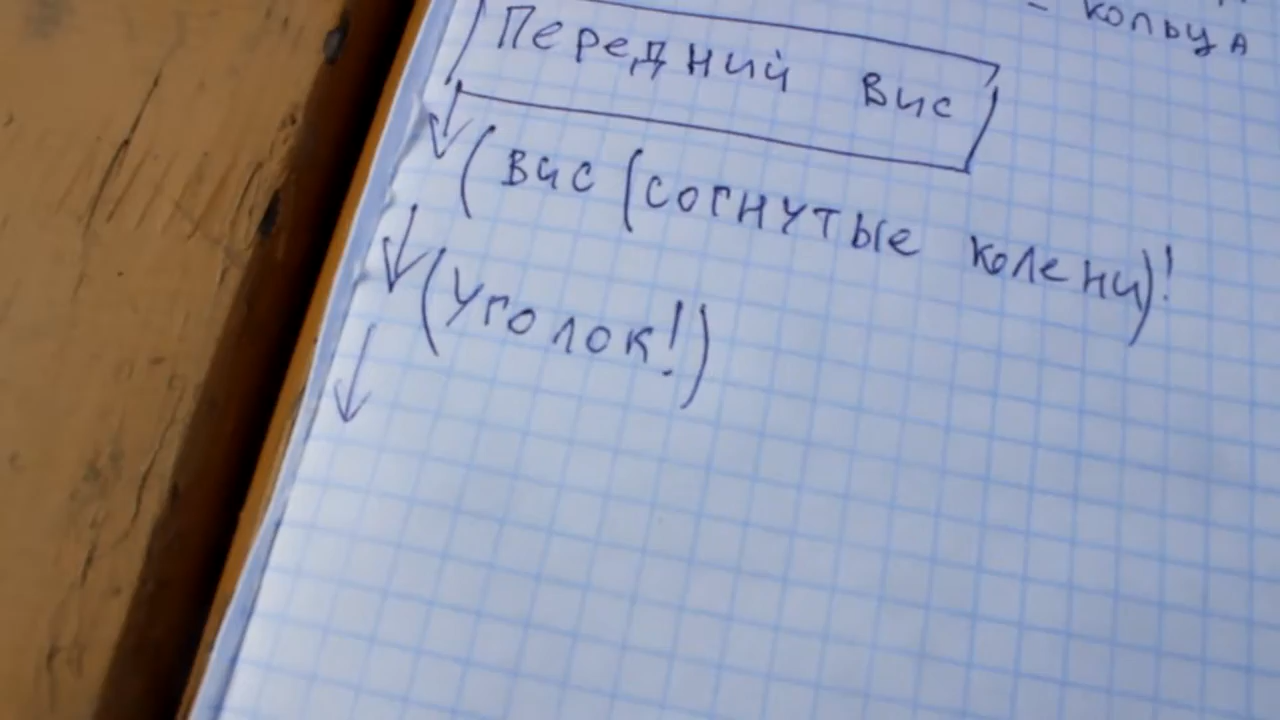 - кольца
Передний вис
(вис (согнутые колени)!
(уголок!)